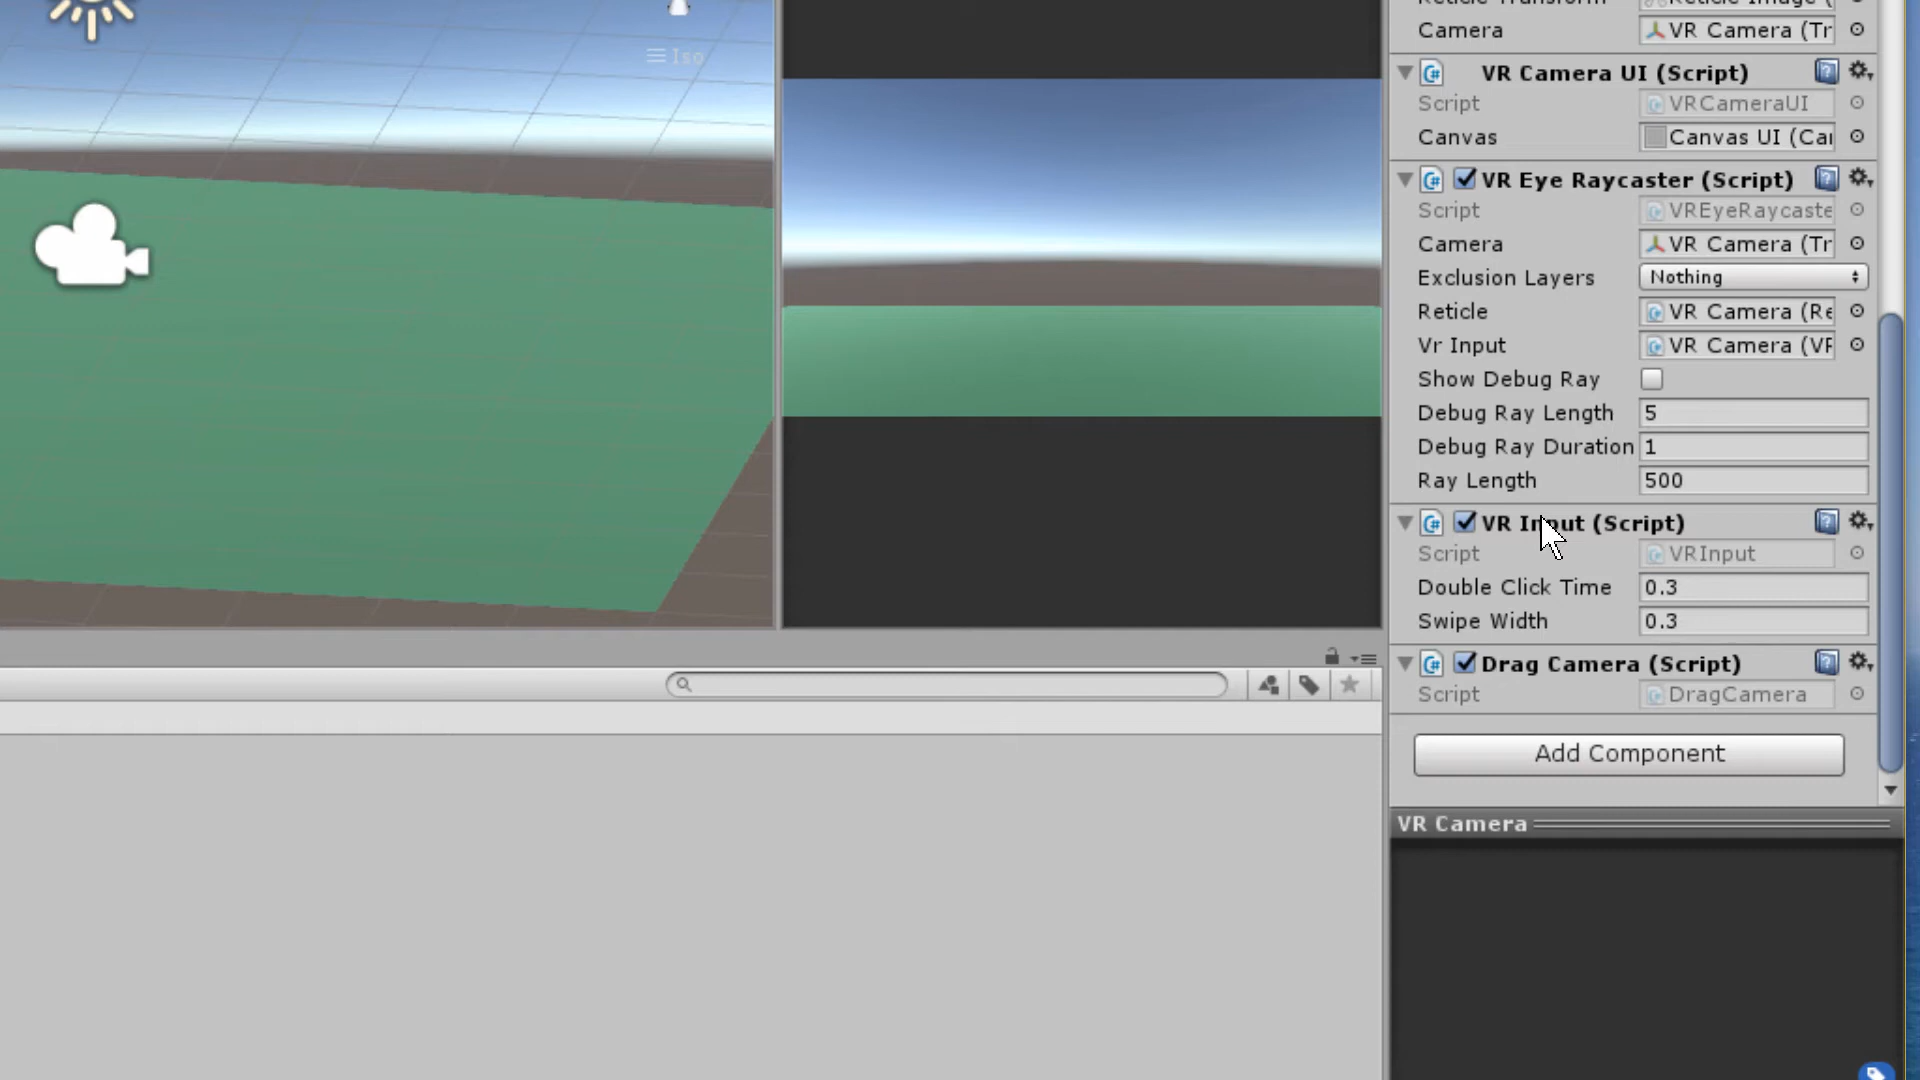 Iso
Camera VR Camera (Tr
VR Camera UI (Script)
Script VRCameraUI
Canvas Canvas UI (Car
VR Eye Raycaster (Script)
Script VREyeRaycaste
Camera VR Camera (Tr
Exclusion Layers Nothing
Reticle VR Camera (Re
Vr Input VR Camera (VF
Show Debug Ray
Debug Ray Length 5
Debug Ray Duration 1
Ray Length 500
VR Input (Script)
Script VRInput
Double Click Time 0.3
Swipe Width 0.3
Drag Camera (Script)
Script DragCamera
Add Component
VR Camera